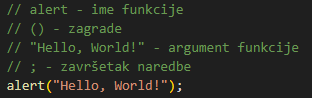 // alert - ime funkcije
// () - zagrade
// "Hello, World!" - argument funkcije
// ; - završetak naredbe
alert("Hello, World!");